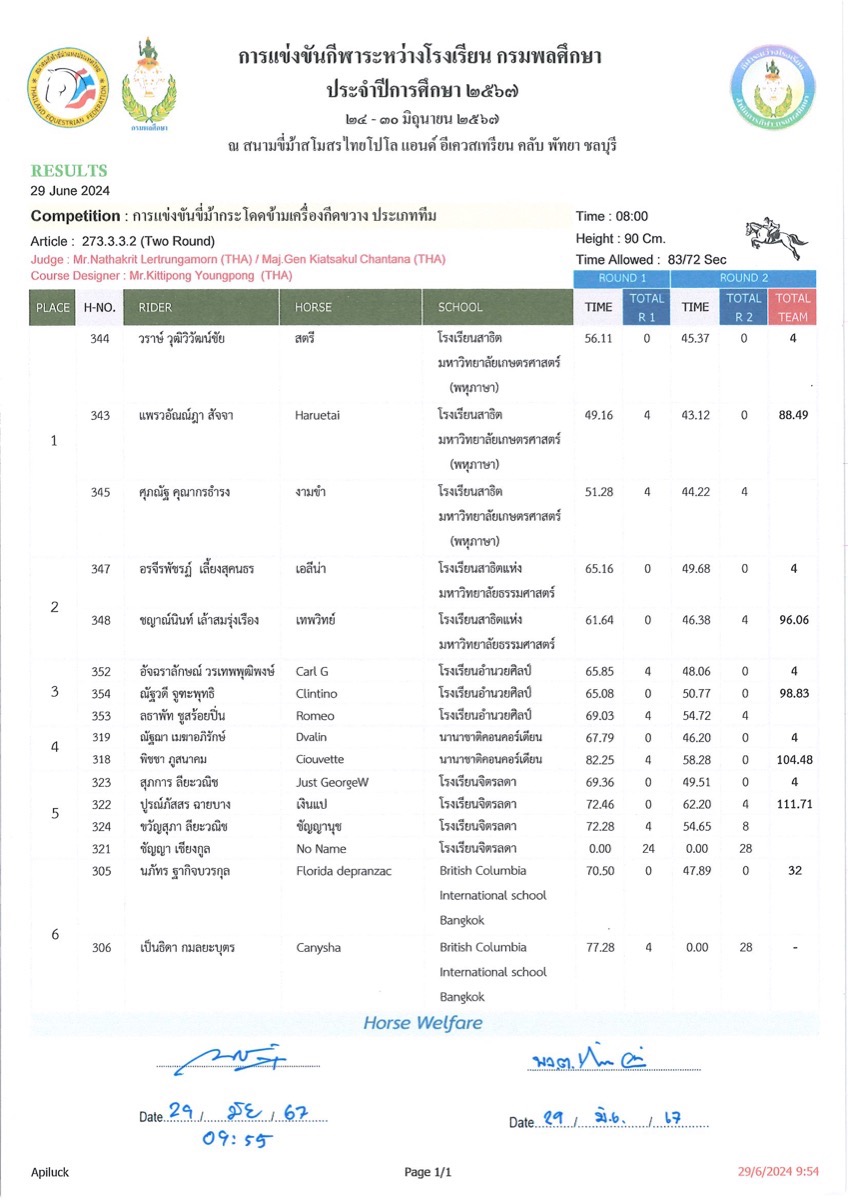 การแข่งขันกีฬาระหว่างโรงเรียน กรมพลศึกษา
ประจำปีการศึกษา ๒๕๖๗
๒๔ - ๓๐ มิถุนายน ๒๕๖๗
ณ สนามขี่ม้าสโมสรไทยโปโล แอนด์ อีเควสเทรียน คลับ พัทยา ชลบุรี
THAILAND EQUESTRIAN FEDERATION
กรมพลศึกษา
RESULTS
29 June 2024
Competition : การแข่งขันขี่ม้ากระโดดข้ามเครื่องกีดขวาง ประเภททีม Time : 08:00
Article : 273.3.3.2 (Two Round) Height : 90 Cm.
Judge : Mr.Nathakrit Lertrungamorn (THA) / Maj.Gen Kiatsakul Chantana (THA) Time Allowed : 83/72 Sec
Course Designer : Mr.Kittipong Youngpong (THA)
ROUND 1 ROUND 2
PLACE H-NO. RIDER HORSE SCHOOL TIME TOTAL R 1 TIME TOTAL R 2 TOTAL TEAM
344 วราษ์ วุฒิวิวัฒน์ชัย สตรี โรงเรียนสาธิต 56.11 0 45.37 0 4
มหาวิทยาลัยเกษตรศาสตร์
(พหุภาษา)
343 แพรวอัณณ์ฎา สัจจา Haruetai โรงเรียนสาธิต 49.16 4 43.12 0 88.49
1 มหาวิทยาลัยเกษตรศาสตร์
(พหุภาษา)
345 ศุภณัฐ คุณากรธำรง งามขำ โรงเรียนสาธิต 51.28 4 44.22 4
มหาวิทยาลัยเกษตรศาสตร์
(พหุภาษา)
347 อรจีรพัชรฏ์ เลี้ยงสุคนธร เอลีน่า โรงเรียนสาธิตแห่ง 65.16 0 49.68 0 4
มหาวิทยาลัยธรรมศาสตร์
2
348 ชญาณ์นินท์ เล้าสมรุ่งเรือง เทพวิทย์ โรงเรียนสาธิตแห่ง 61.64 0 46.38 4 96.06
มหาวิทยาลัยธรรมศาสตร์
352 อัจฉราลักษณ์ วรเทพพุฒิพงษ์ Carl G โรงเรียนอำนวยศิลป์ 65.85 4 48.06 0 4
3 354 ณัฐวดี จูฑะพุทธิ Clintino โรงเรียนอำนวยศิลป์ 65.08 0 50.77 0 98.83
353 ลธาพัท ชูสร้อยปิ่น Romeo โรงเรียนอำนวยศิลป์ 69.03 4 54.72 4
4 319 ณัฐฌา เมฆาอภิรักษ์ Dvalin นานาชาติคอนคอร์เดียน 67.79 0 46.20 0 4
318 พิชชา ภูสนาคม Ciouvette นานาชาติคอนคอร์เดียน 82.25 4 58.28 0 104.48
323 สุภการ ลียะวณิช Just GeorgeW โรงเรียนจิตรลดา 69.36 0 49.51 0 4
322 ปูรณ์ภัสสร ฉายบาง เงินแป โรงเรียนจิตรลดา 72.46 0 62.20 4 111.71
5
324 ขวัญสุภา ลียะวณิช ชัญญานุช โรงเรียนจิตรลดา 72.28 4 54.65 8
321 ชัญญา เชียงกูล No Name โรงเรียนจิตรลดา 0.00 24 0.00 28
305 นภัทร ฐากิจบวรกุล Florida depranzac British Columbia 70.50 0 47.89 0 32
International school
Bangkok
6
306 เป็นธิดา กมลยะบุตร Canysha British Columbia 77.28 4 0.00 28 -
International school
Bangkok
Horse Welfare
Date 29 / มิย / 67
09:55
Date 29 / มิ.ย. / 67
Apiluck Page 1/1 29/6/2024 9:54